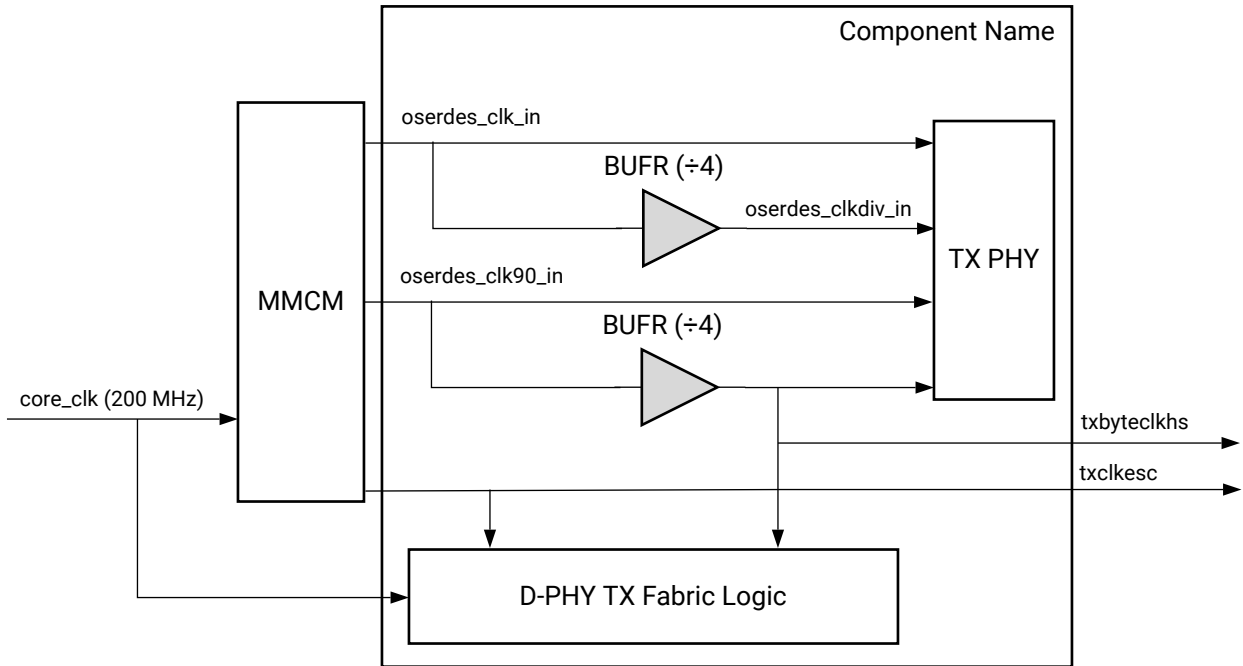 Component Name
oserdes_clk_in
BUFR (÷4)
oserdes_clkdiv_in
TX PHY
oserdes_clk90_in
MMCM
BUFR (÷4)
core_clk (200 MHz)
txbyteclkhs
txclkesc
D-PHY TX Fabric Logic